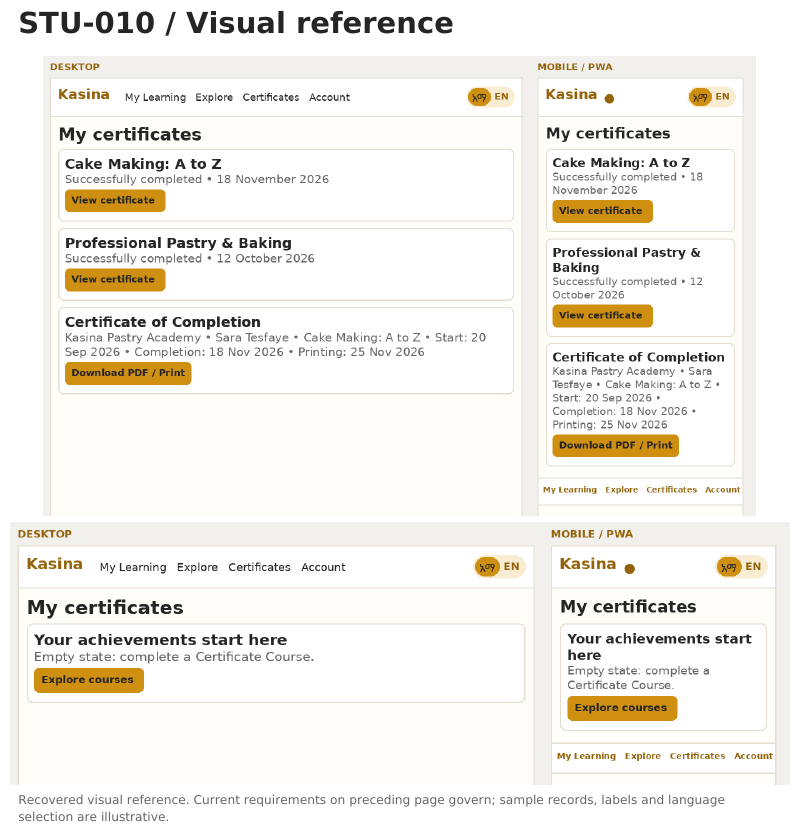 STU-010 / Visual reference
DESKTOP
Kasina My Learning Explore Certificates Account አማ EN
My certificates
Cake Making: A to Z
Successfully completed • 18 November 2026
View certificate
Professional Pastry & Baking
Successfully completed • 12 October 2026
View certificate
Certificate of Completion
Kasina Pastry Academy • Sara Tesfaye • Cake Making: A to Z • Start: 20
Sep 2026 • Completion: 18 Nov 2026 • Printing: 25 Nov 2026
Download PDF / Print
MOBILE / PWA
Kasina አማ EN
My certificates
Cake Making: A to Z
Successfully completed • 18
November 2026
View certificate
Professional Pastry &
Baking
Successfully completed • 12
October 2026
View certificate
Certificate of Completion
Kasina Pastry Academy • Sara
Tesfaye • Cake Making: A to Z •
Start: 20 Sep 2026 •
Completion: 18 Nov 2026 •
Printing: 25 Nov 2026
Download PDF / Print
My Learning Explore Certificates Account
DESKTOP
Kasina My Learning Explore Certificates Account አማ EN
My certificates
Your achievements start here
Empty state: complete a Certificate Course.
Explore courses
MOBILE / PWA
Kasina አማ EN
My certificates
Your achievements start
here
Empty state: complete a
Certificate Course.
Explore courses
My Learning Explore Certificates Account
Recovered visual reference. Current requirements on preceding page govern; sample records, labels and language
selection are illustrative.